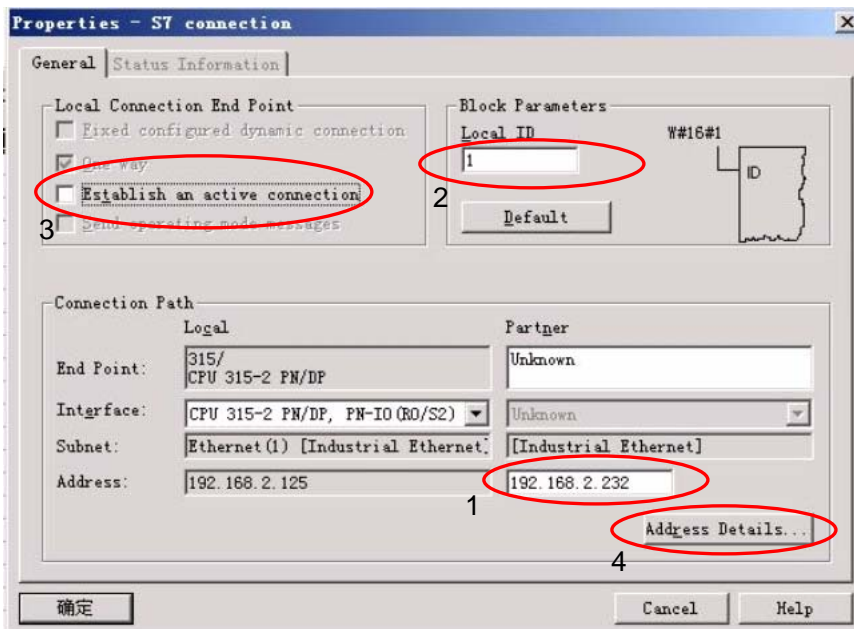 Properties - S7 connection
General
Status Information
Local Connection End Point
Fixed configured dynamic connection
One way
Establish an active connection
3
Send operating mode messages
Block Parameters
Local ID
W#16#1
1
ID
2
Default
Connection Path
Local
Partner
End Point:
315/
CPU 315-2 PN/DP
Unknown
Interface:
CPU 315-2 PN/DP, PN-IO(R0/S2)
Unknown
Subnet:
Ethernet(1) [Industrial Ethernet]
[Industrial Ethernet]
Address:
192.168.2.125
1
192.168.2.232
Address Details...
4
确定
Cancel
Help